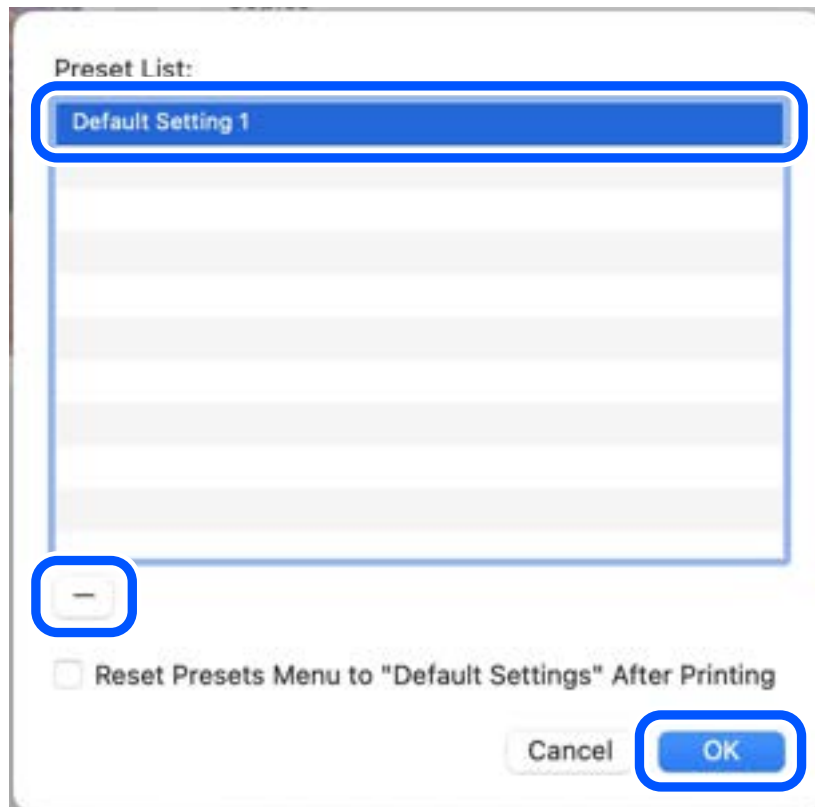 Preset List:
Default Setting 1
−
Reset Presets Menu to "Default Settings" After Printing
Cancel
OK